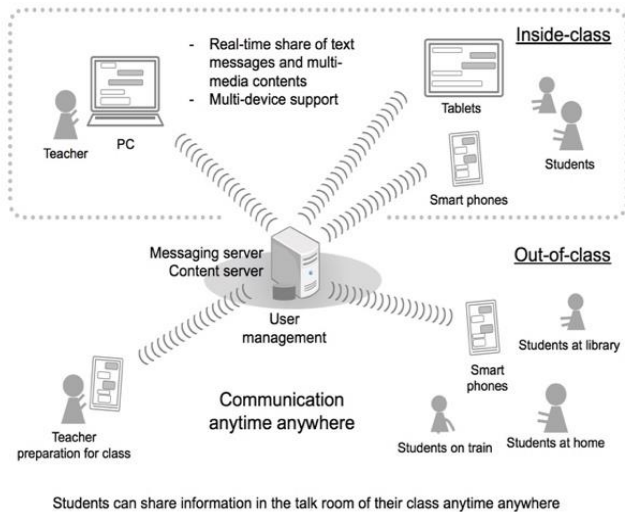 - Real-time share of text
messages and multi-
media contents
- Multi-device support
Inside-class
Teacher
PC
Tablets
Students
Smart phones
Messaging server
Content server
User
management
Out-of-class
Students at library
Smart
phones
Teacher
preparation for class
Communication
anytime anywhere
Students on train
Students at home
Students can share information in the talk room of their class anytime anywhere